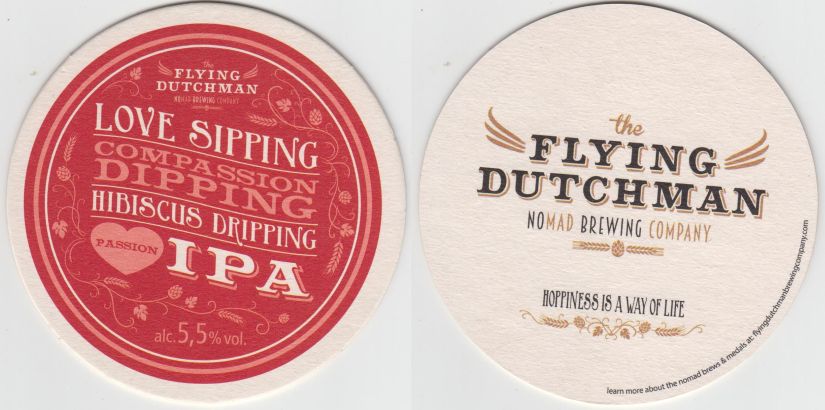 the
FLYING
DUTCHMAN
NOMAD BREWING COMPANY
LOVE SIPPING
COMPASSION
DIPPING
HIBISCUS DRIPPING
PASSION
IPA
alc. 5,5% vol.
the
FLYING
DUTCHMAN
NOMAD BREWING COMPANY
HOPPINESS IS A WAY OF LIFE
learn more about the nomad brews & medals at: flyingdutchmanbrewingcompany.com